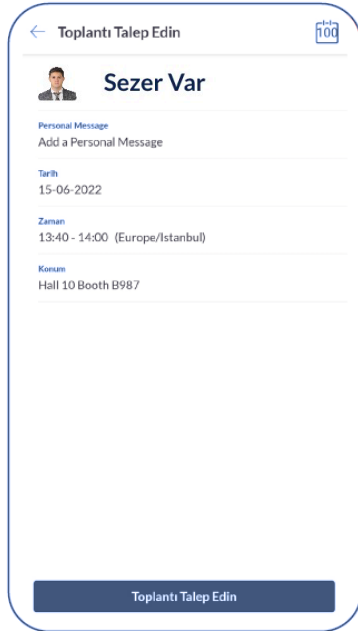 Toplantı Talep Edin
100
Sezer Var
Personal Message
Add a Personal Message
Tarih
15-06-2022
Zaman
13:40 - 14:00 (Europe/Istanbul)
Konum
Hall 10 Booth B987
Toplantı Talep Edin